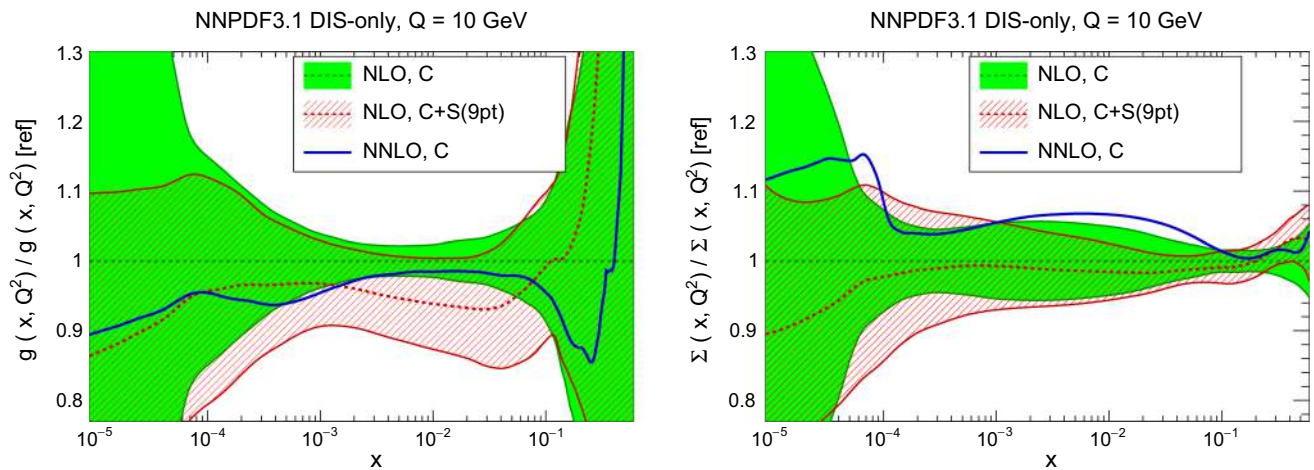 NNPDF3.1 DIS-only, Q = 10 GeV
g ( x, Q²) / g ( x, Q²) [ref]
1.3
1.2
1.1
1
0.9
0.8
NLO, C
NLO, C+S(9pt)
NNLO, C
10⁻⁵ 10⁻⁴ 10⁻³ 10⁻² 10⁻¹
x
NNPDF3.1 DIS-only, Q = 10 GeV
Σ ( x, Q²) / Σ ( x, Q²) [ref]
1.3
1.2
1.1
1
0.9
0.8
NLO, C
NLO, C+S(9pt)
NNLO, C
10⁻⁵ 10⁻⁴ 10⁻³ 10⁻² 10⁻¹
x